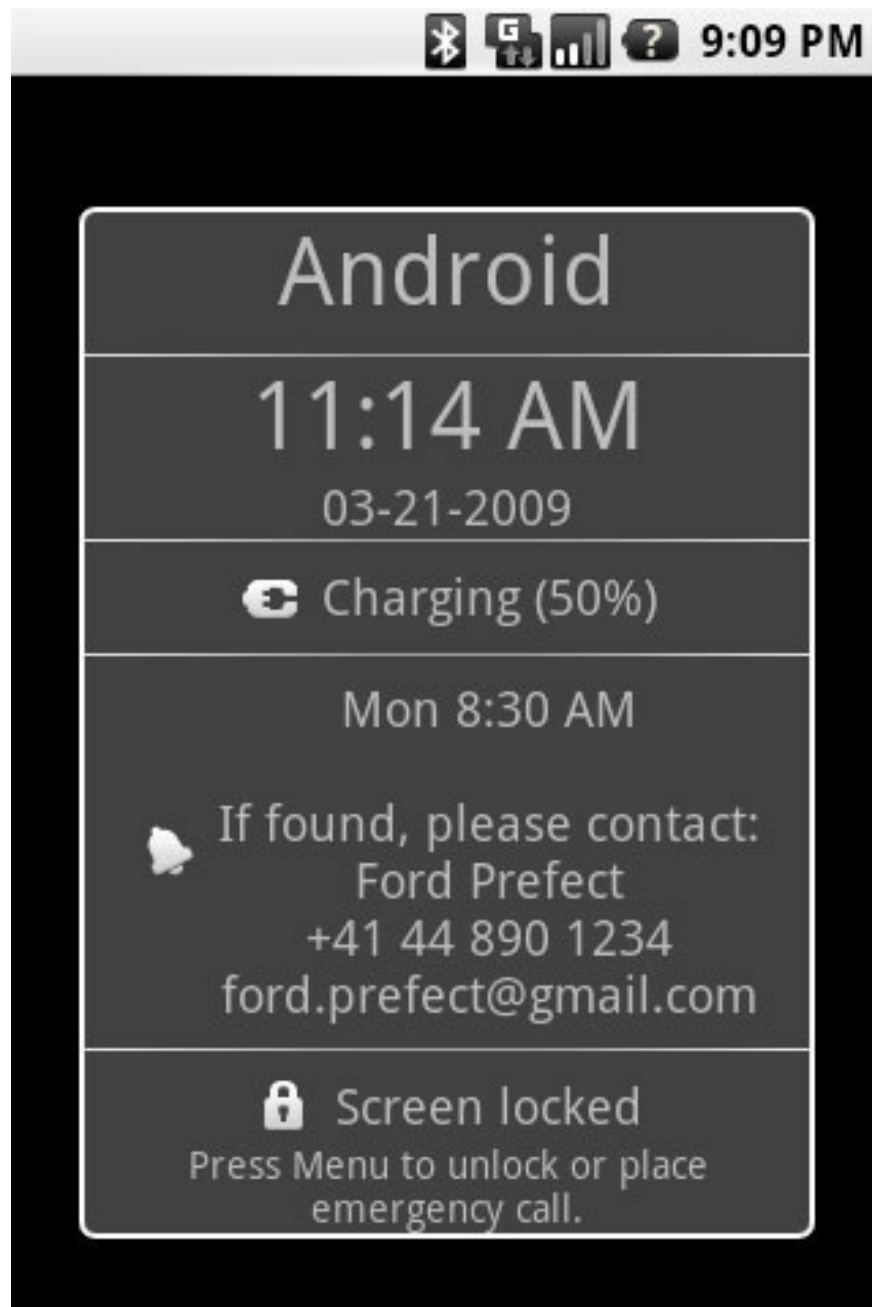 G ? 9:09 PM
Android
11:14 AM
03-21-2009
Charging (50%)
Mon 8:30 AM
If found, please contact:
Ford Prefect
+41 44 890 1234
ford.prefect@gmail.com
Screen locked
Press Menu to unlock or place
emergency call.